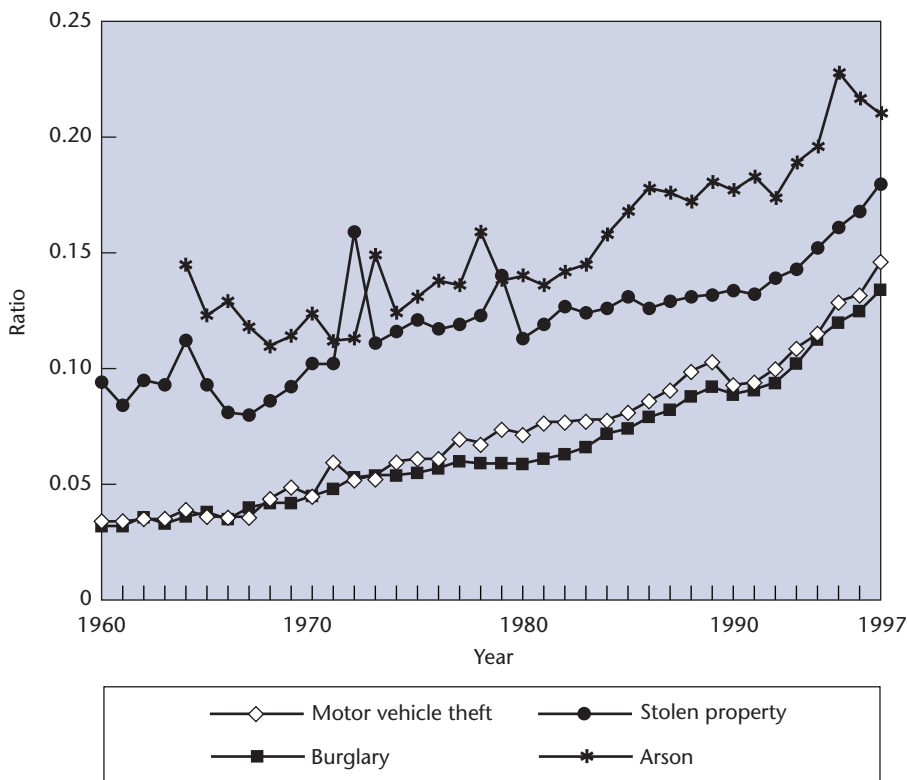 0.25
0.20
0.15
0.10
0.05
0
Ratio
1960 1970 1980 1990 1997
Year
Motor vehicle theft Stolen property
Burglary Arson